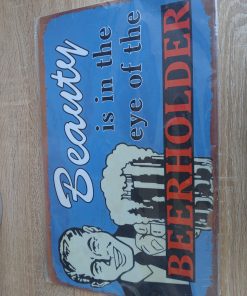 Beauty
is in the
eye of the
BEERHOLDER